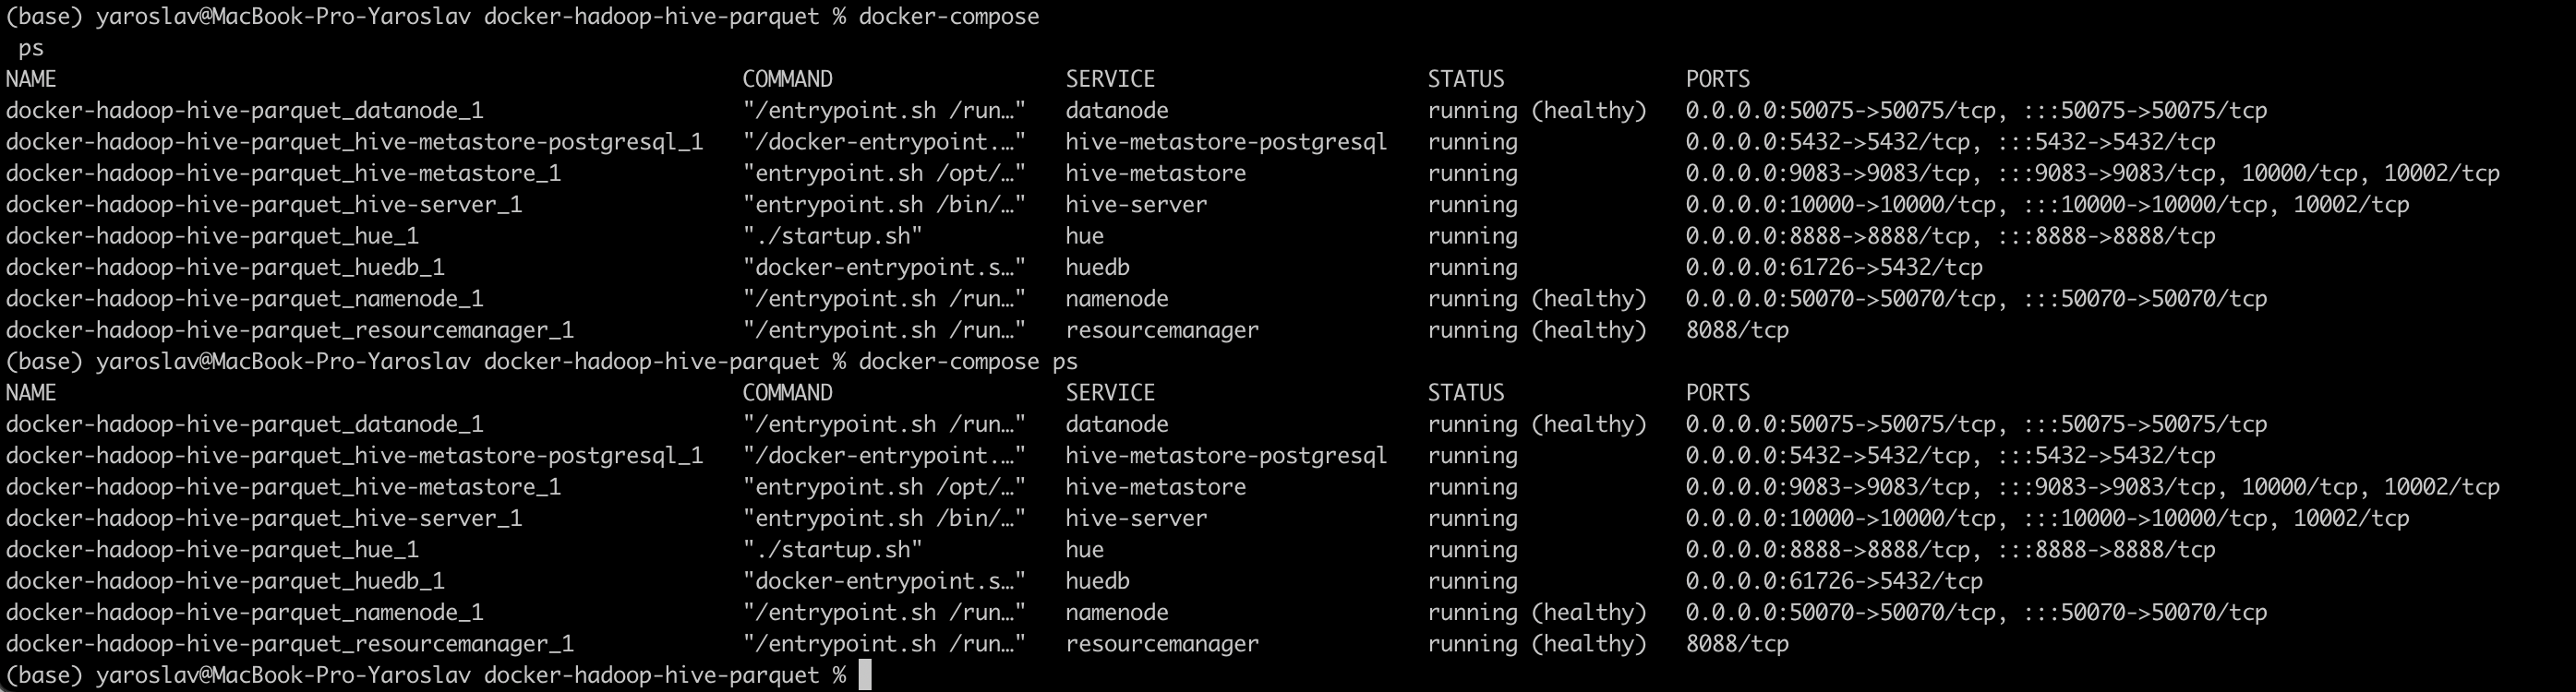 (base) yaroslav@MacBook-Pro-Yaroslav docker-hadoop-hive-parquet % docker-compose
 ps
NAME COMMAND SERVICE STATUS PORTS
docker-hadoop-hive-parquet_datanode_1 "/entrypoint.sh /run…" datanode running (healthy) 0.0.0.0:50075->50075/tcp, :::50075->50075/tcp
docker-hadoop-hive-parquet_hive-metastore-postgresql_1 "/docker-entrypoint.…" hive-metastore-postgresql running 0.0.0.0:5432->5432/tcp, :::5432->5432/tcp
docker-hadoop-hive-parquet_hive-metastore_1 "entrypoint.sh /opt/…" hive-metastore running 0.0.0.0:9083->9083/tcp, :::9083->9083/tcp, 10000/tcp, 10002/tcp
docker-hadoop-hive-parquet_hive-server_1 "entrypoint.sh /bin/…" hive-server running 0.0.0.0:10000->10000/tcp, :::10000->10000/tcp, 10002/tcp
docker-hadoop-hive-parquet_hue_1 "./startup.sh" hue running 0.0.0.0:8888->8888/tcp, :::8888->8888/tcp
docker-hadoop-hive-parquet_huedb_1 "docker-entrypoint.s…" huedb running 0.0.0.0:61726->5432/tcp
docker-hadoop-hive-parquet_namenode_1 "/entrypoint.sh /run…" namenode running (healthy) 0.0.0.0:50070->50070/tcp, :::50070->50070/tcp
docker-hadoop-hive-parquet_resourcemanager_1 "/entrypoint.sh /run…" resourcemanager running (healthy) 8088/tcp
(base) yaroslav@MacBook-Pro-Yaroslav docker-hadoop-hive-parquet % docker-compose ps
NAME COMMAND SERVICE STATUS PORTS
docker-hadoop-hive-parquet_datanode_1 "/entrypoint.sh /run…" datanode running (healthy) 0.0.0.0:50075->50075/tcp, :::50075->50075/tcp
docker-hadoop-hive-parquet_hive-metastore-postgresql_1 "/docker-entrypoint.…" hive-metastore-postgresql running 0.0.0.0:5432->5432/tcp, :::5432->5432/tcp
docker-hadoop-hive-parquet_hive-metastore_1 "entrypoint.sh /opt/…" hive-metastore running 0.0.0.0:9083->9083/tcp, :::9083->9083/tcp, 10000/tcp, 10002/tcp
docker-hadoop-hive-parquet_hive-server_1 "entrypoint.sh /bin/…" hive-server running 0.0.0.0:10000->10000/tcp, :::10000->10000/tcp, 10002/tcp
docker-hadoop-hive-parquet_hue_1 "./startup.sh" hue running 0.0.0.0:8888->8888/tcp, :::8888->8888/tcp
docker-hadoop-hive-parquet_huedb_1 "docker-entrypoint.s…" huedb running 0.0.0.0:61726->5432/tcp
docker-hadoop-hive-parquet_namenode_1 "/entrypoint.sh /run…" namenode running (healthy) 0.0.0.0:50070->50070/tcp, :::50070->50070/tcp
docker-hadoop-hive-parquet_resourcemanager_1 "/entrypoint.sh /run…" resourcemanager running (healthy) 8088/tcp
(base) yaroslav@MacBook-Pro-Yaroslav docker-hadoop-hive-parquet %